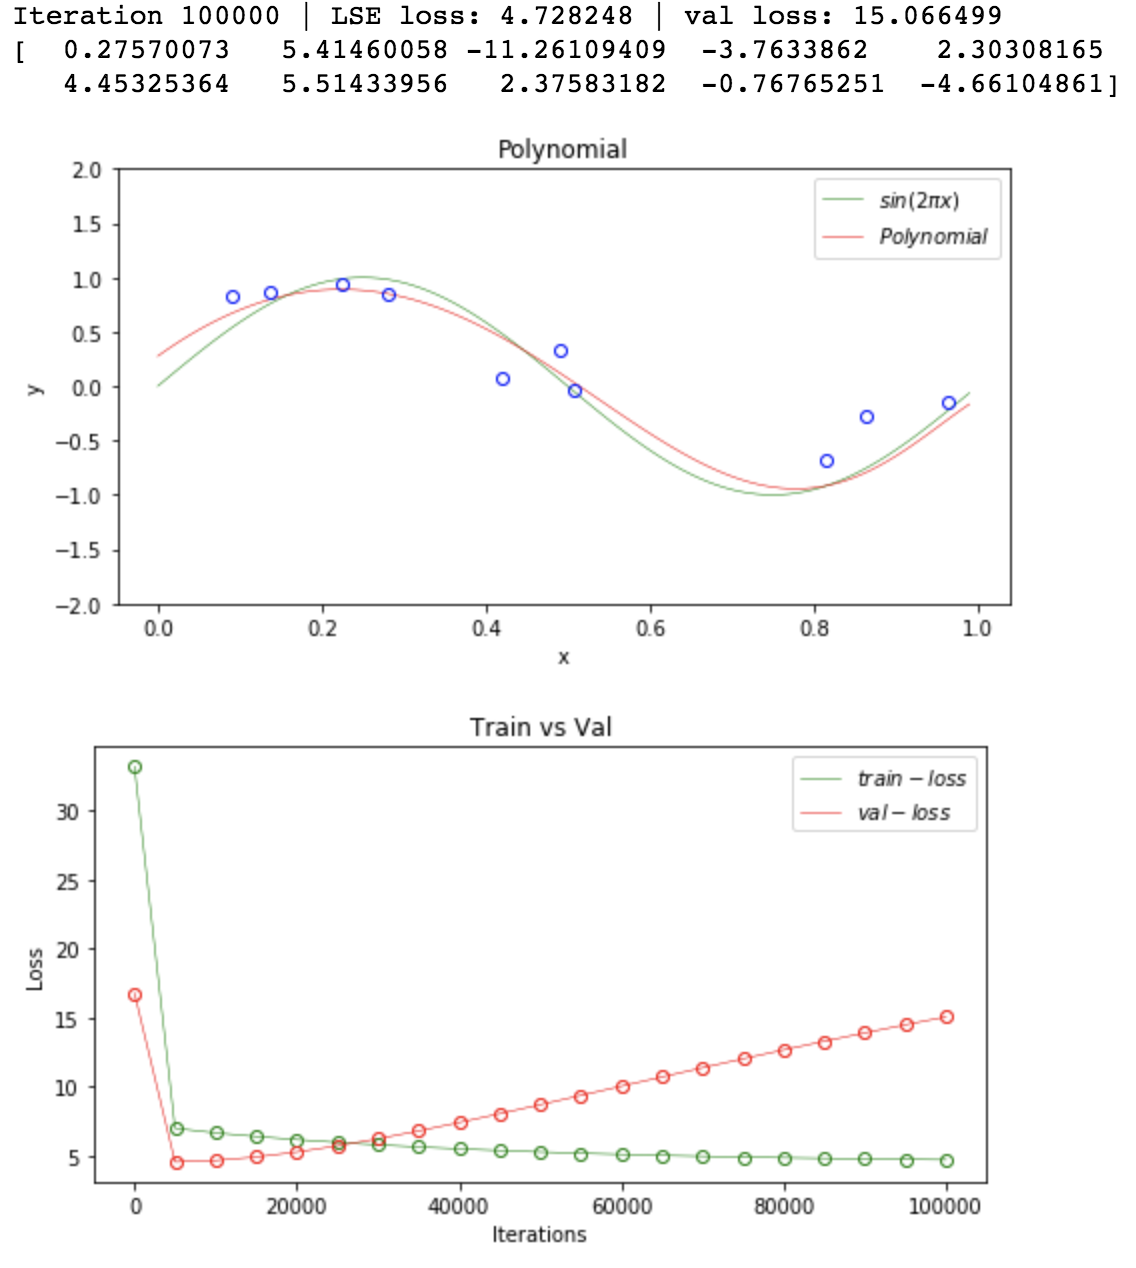 Iteration 100000 | LSE loss: 4.728248 | val loss: 15.066499
[ 0.27570073 5.41460058 -11.26109409 -3.7633862 2.30308165
4.45325364 5.51433956 2.37583182 -0.76765251 -4.66104861]
Polynomial
2.0
1.5
1.0
0.5
0.0
−0.5
−1.0
−1.5
−2.0
y
sin(2πx)
Polynomial
0.0 0.2 0.4 0.6 0.8 1.0
x
Train vs Val
30
25
20
15
10
5
Loss
train − loss
val − loss
0 20000 40000 60000 80000 100000
Iterations